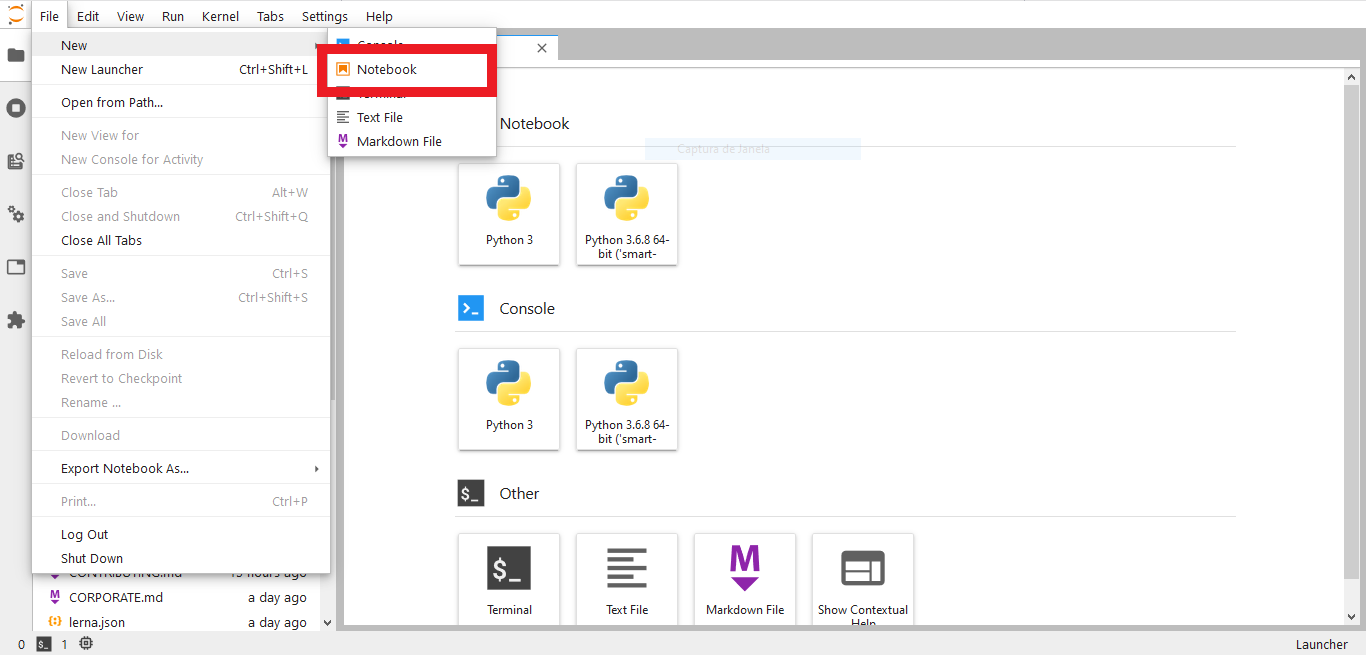 File Edit View Run Kernel Tabs Settings Help
New
New Launcher Ctrl+Shift+L
Open from Path...
New View for
New Console for Activity
Close Tab Alt+W
Close and Shutdown Ctrl+Shift+Q
Close All Tabs
Save Ctrl+S
Save As... Ctrl+Shift+S
Save All
Reload from Disk
Revert to Checkpoint
Rename ...
Download
Export Notebook As...
Print... Ctrl+P
Log Out
Shut Down
Console
Notebook
Terminal
Text File
Markdown File
CONTRIBUTING.md 15 hours ago
CORPORATE.md a day ago
lerna.json a day ago
Notebook
Captura de Janela
Python 3
Python 3.6.8 64-
bit ('smart-
Console
Python 3
Python 3.6.8 64-
bit ('smart-
$_ Other
$_
Terminal
Text File
M
Markdown File
Show Contextual
Help
0 $_ 1
Launcher